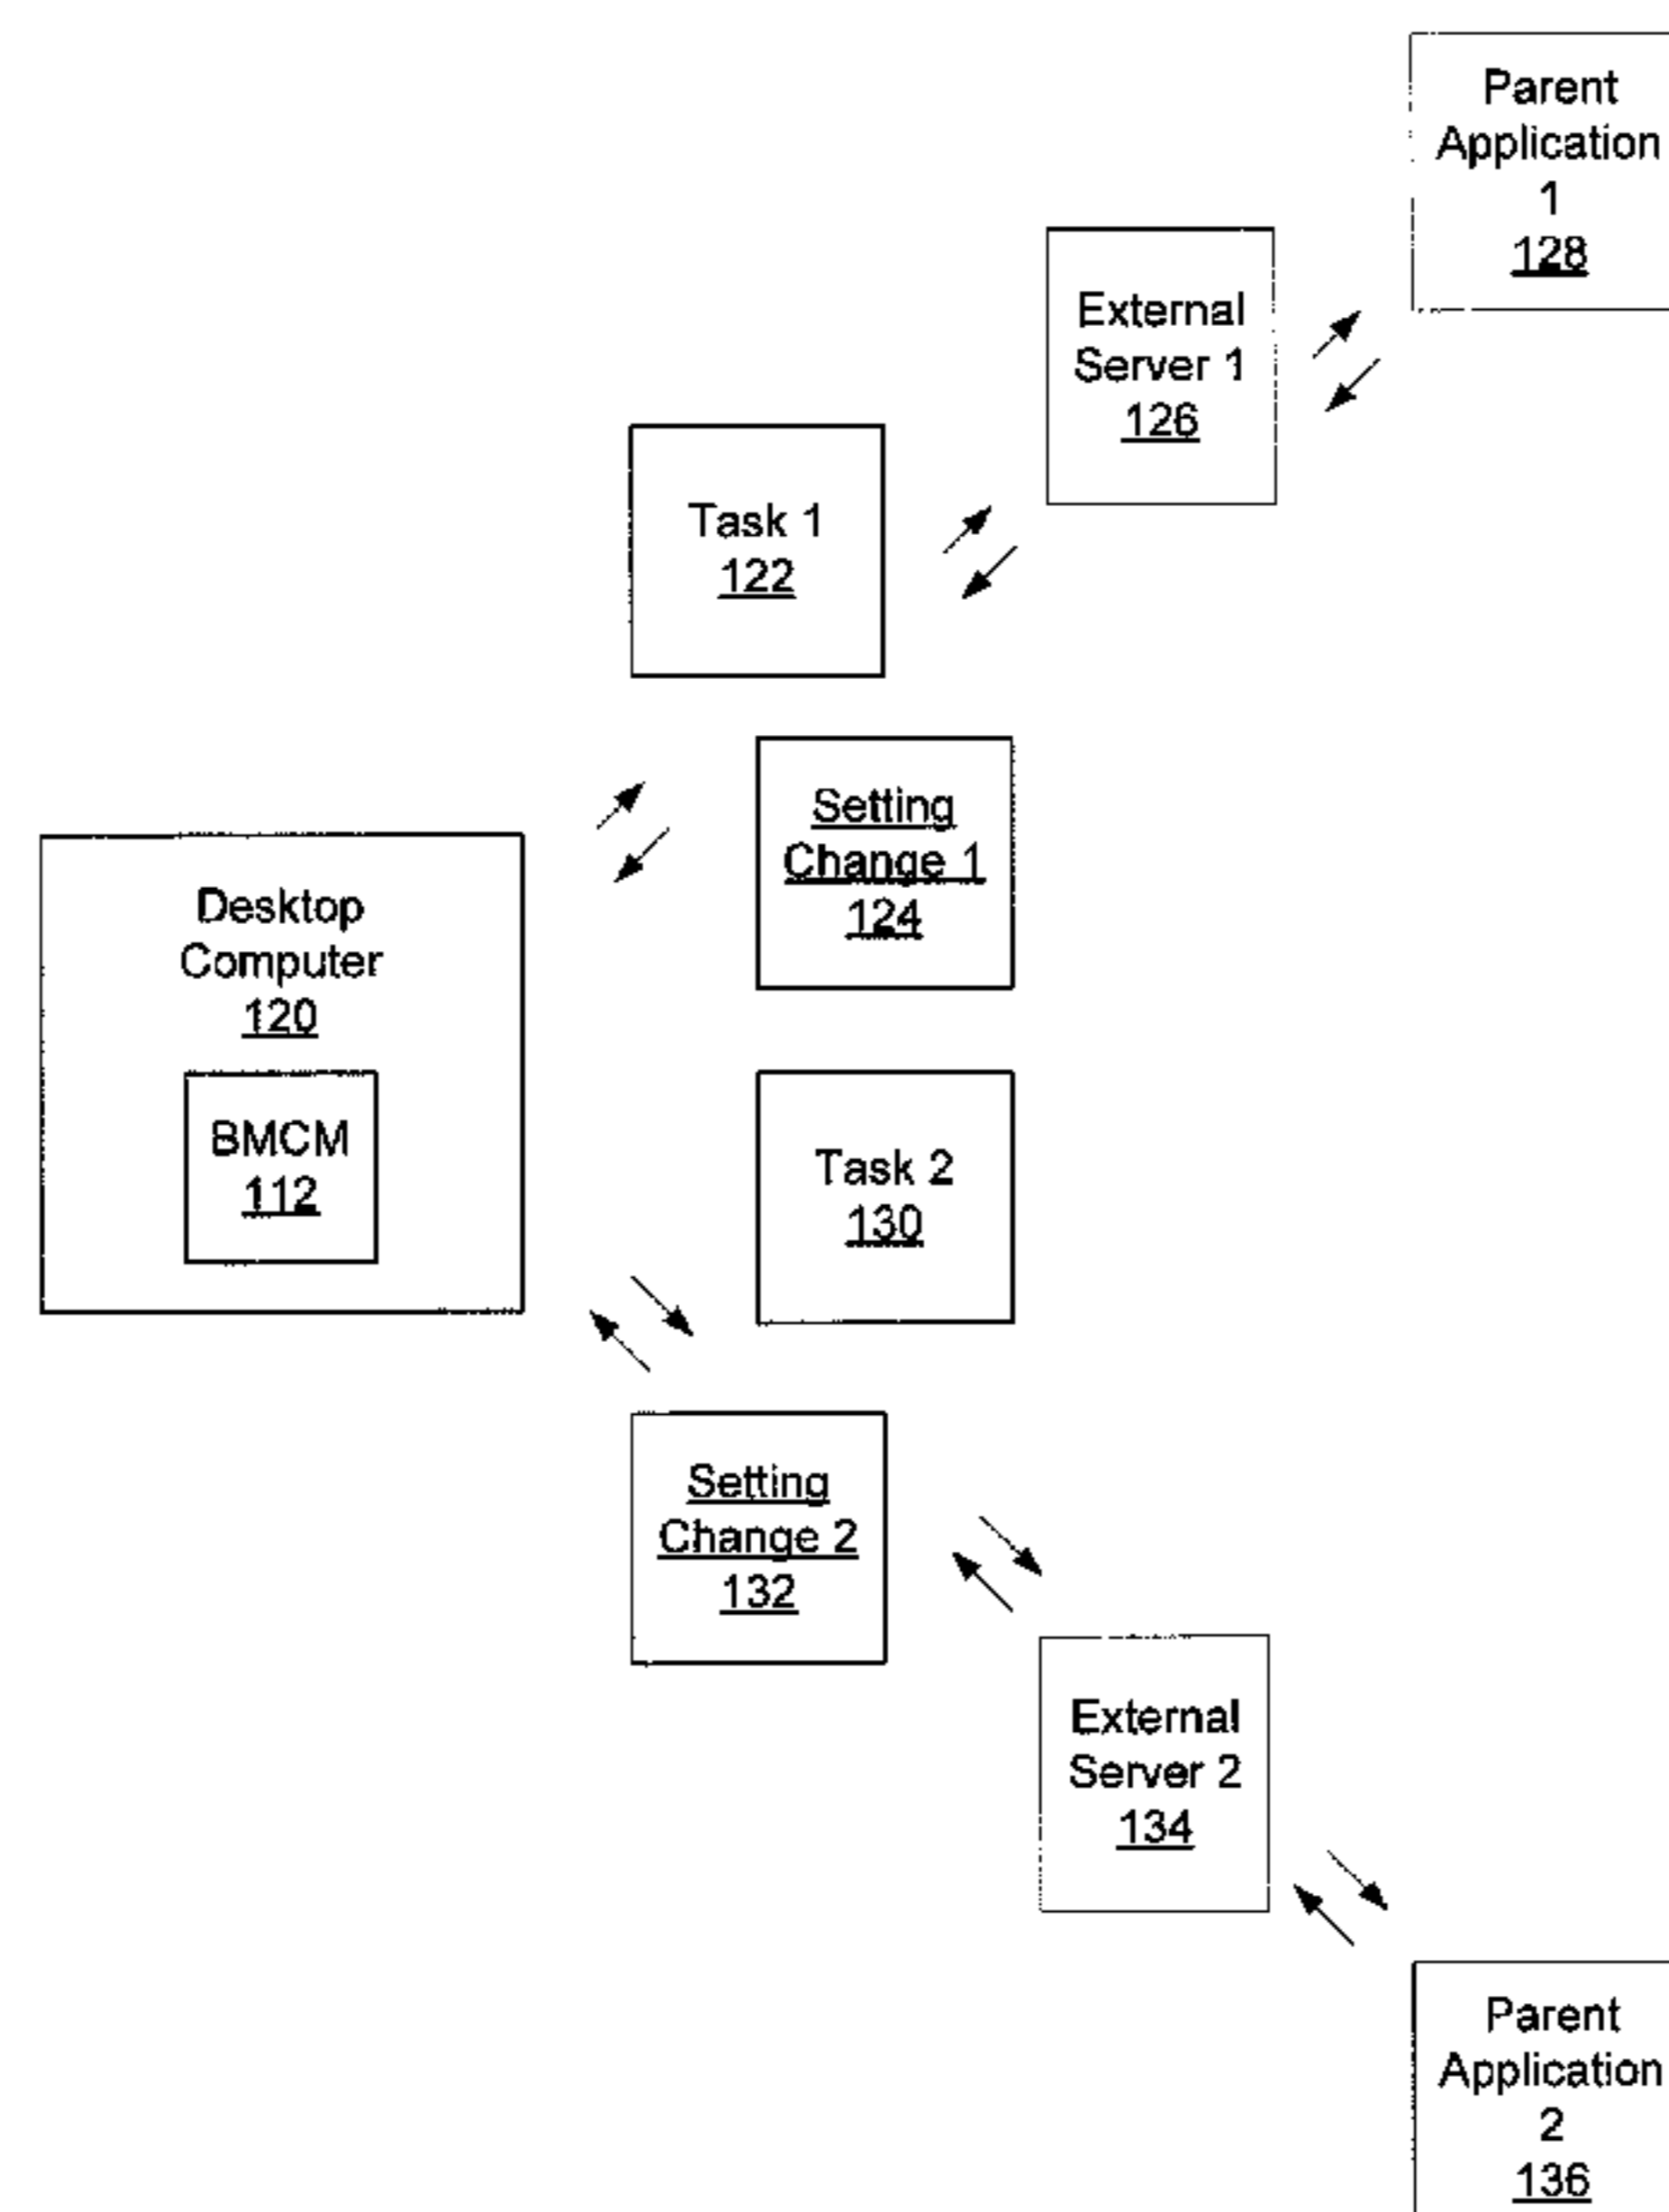 Parent
Application
1
128
External
Server 1
126
Task 1
122
Setting
Change 1
124
Desktop
Computer
120
BMCM
112
Task 2
130
Setting
Change 2
132
External
Server 2
134
Parent
Application
2
136